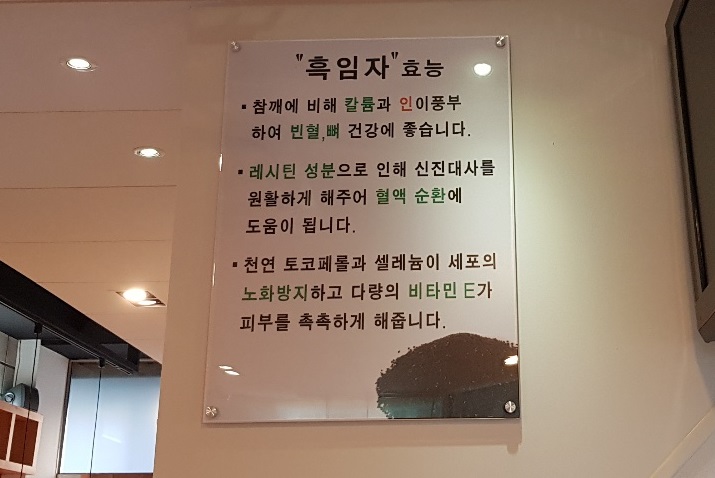 "흑임자" 효능
▪ 참깨에 비해 칼륨과 인이풍부
하여 빈혈,뼈 건강에 좋습니다.
▪ 레시틴 성분으로 인해 신진대사를
원활하게 해주어 혈액 순환에
도움이 됩니다.
▪ 천연 토코페롤과 셀레늄이 세포의
노화방지하고 다량의 비타민 E가
피부를 촉촉하게 해줍니다.